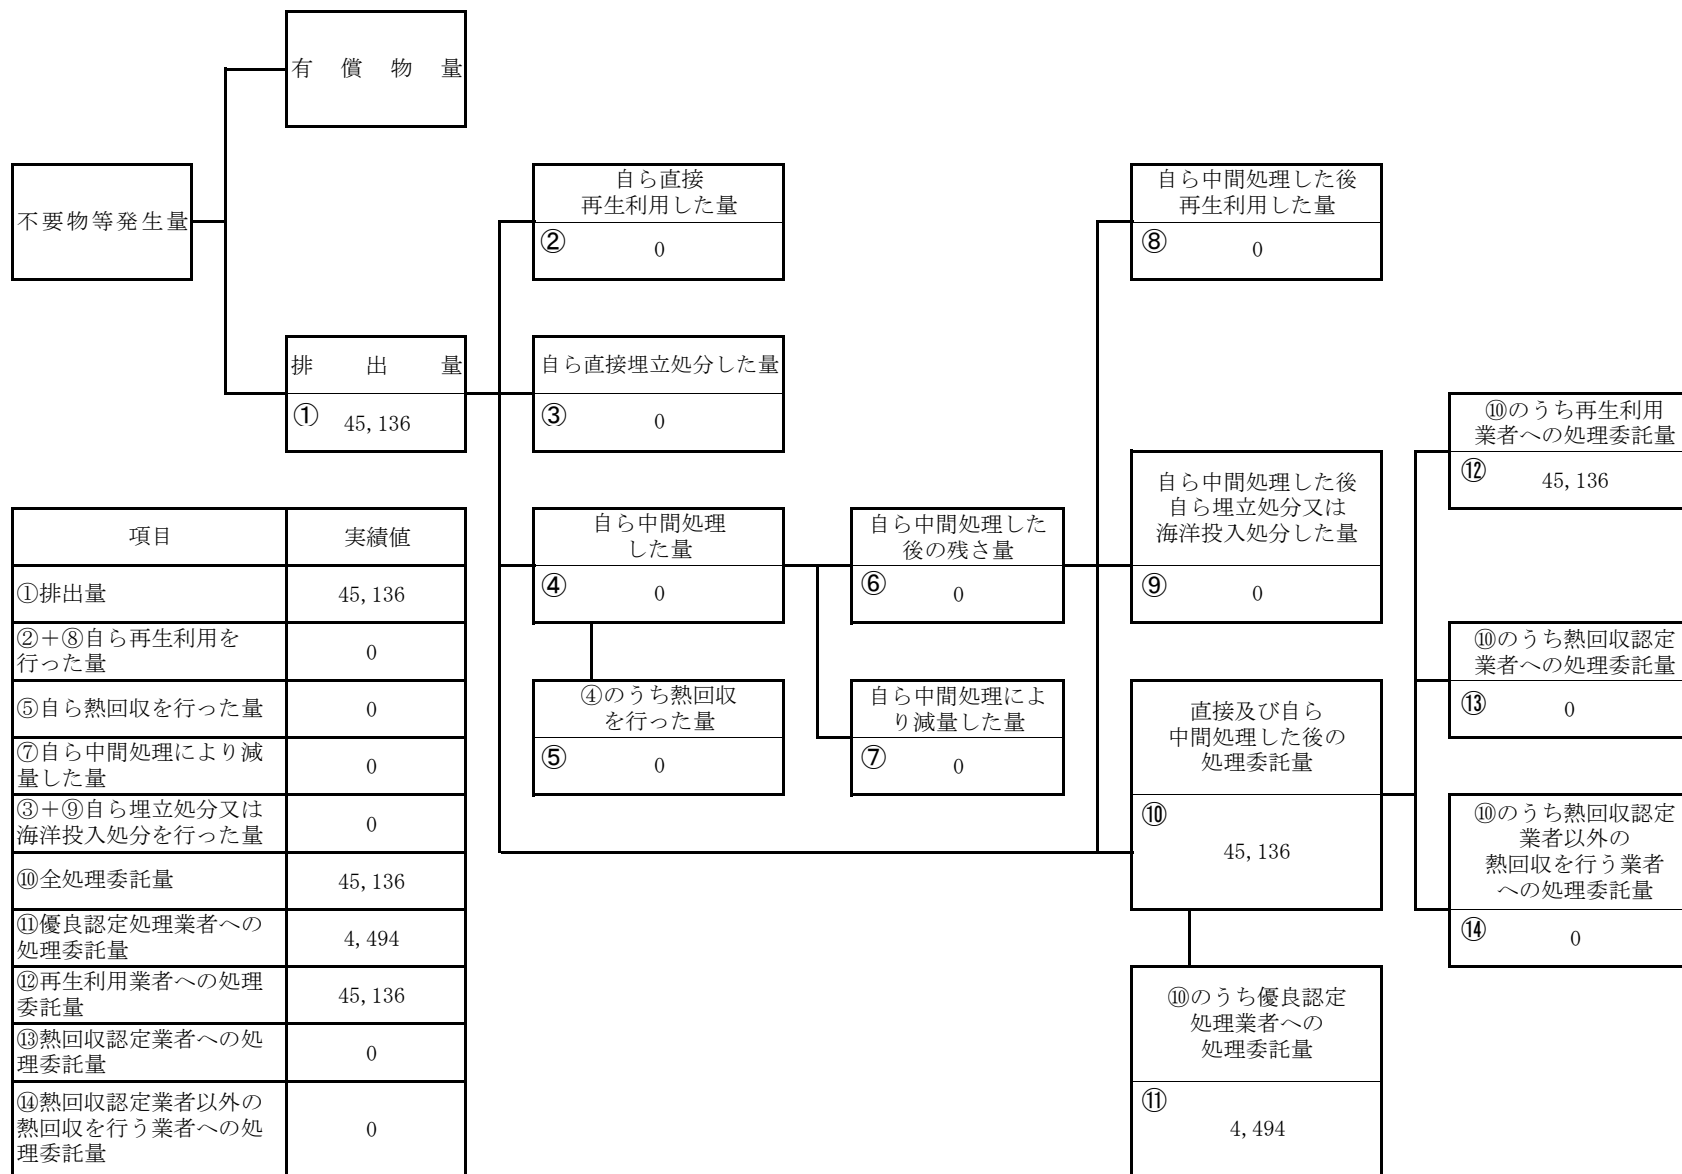 有償物量
不要物等発生量
排出量
① 45,136
自ら直接
再生利用した量
② 0
自ら直接埋立処分した量
③ 0
自ら中間処理
した量
④ 0
④のうち熱回収
を行った量
⑤ 0
自ら中間処理した
後の残さ量
⑥ 0
自ら中間処理によ
り減量した量
⑦ 0
自ら中間処理した後
再生利用した量
⑧ 0
自ら中間処理した後
自ら埋立処分又は
海洋投入処分した量
⑨ 0
直接及び自ら
中間処理した後の
処理委託量
⑩
45,136
⑩のうち優良認定
処理業者への
処理委託量
⑪
4,494
⑩のうち再生利用
業者への処理委託量
⑫ 45,136
⑩のうち熱回収認定
業者への処理委託量
⑬ 0
⑩のうち熱回収認定
業者以外の
熱回収を行う業者
への処理委託量
⑭ 0
項目 実績値
①排出量 45,136
②＋⑧自ら再生利用を
行った量 0
⑤自ら熱回収を行った量 0
⑦自ら中間処理により減
量した量 0
③＋⑨自ら埋立処分又は
海洋投入処分を行った量 0
⑩全処理委託量 45,136
⑪優良認定処理業者への
処理委託量 4,494
⑫再生利用業者への処理
委託量 45,136
⑬熱回収認定業者への処
理委託量 0
⑭熱回収認定業者以外の
熱回収を行う業者への処
理委託量 0